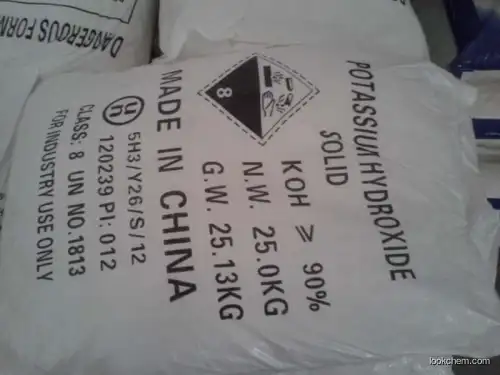 POTASSIUM HYDROXIDE
SOLID
KOH ≥ 90%
N.W. 25.0KG
G.W. 25.13KG
8
MADE IN CHINA
un
5H3/Y26/S/12
120239 PI: 012
CLASS: 8 UN NO.1813
FOR INDUSTRY USE ONLY
DANGEROUS
lookchem.com